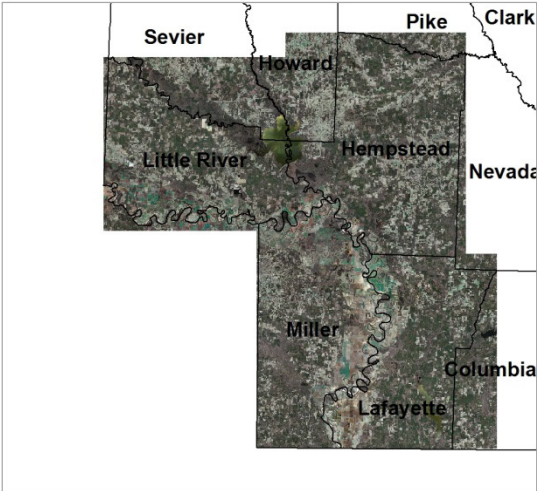 Pike
Clark
Sevier
Howard
Little River
Hempstead
Nevada
Miller
Columbia
Lafayette